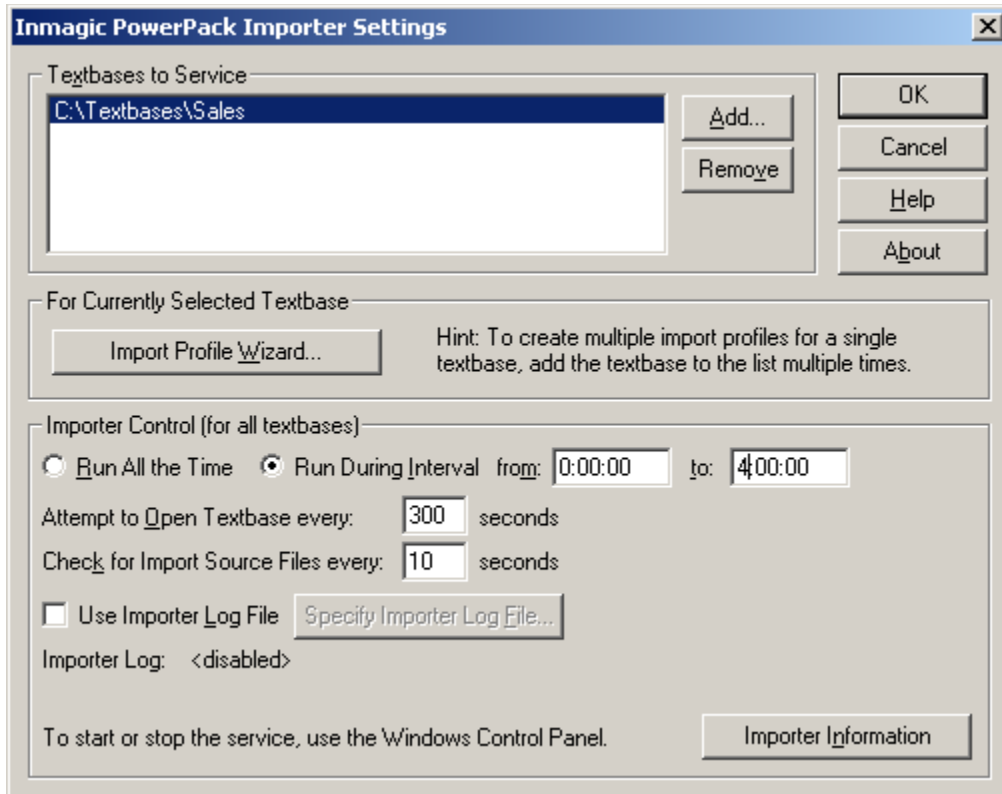 Inmagic PowerPack Importer Settings
Textbases to Service
C:\Textbases\Sales
Add...
Remove
OK
Cancel
Help
About
For Currently Selected Textbase
Import Profile Wizard...
Hint: To create multiple import profiles for a single
textbase, add the textbase to the list multiple times.
Importer Control (for all textbases)
Run All the Time Run During Interval from: 0:00:00 to: 4:00:00
Attempt to Open Textbase every: 300 seconds
Check for Import Source Files every: 10 seconds
Use Importer Log File Specify Importer Log File...
Importer Log: <disabled>
To start or stop the service, use the Windows Control Panel.
Importer Information